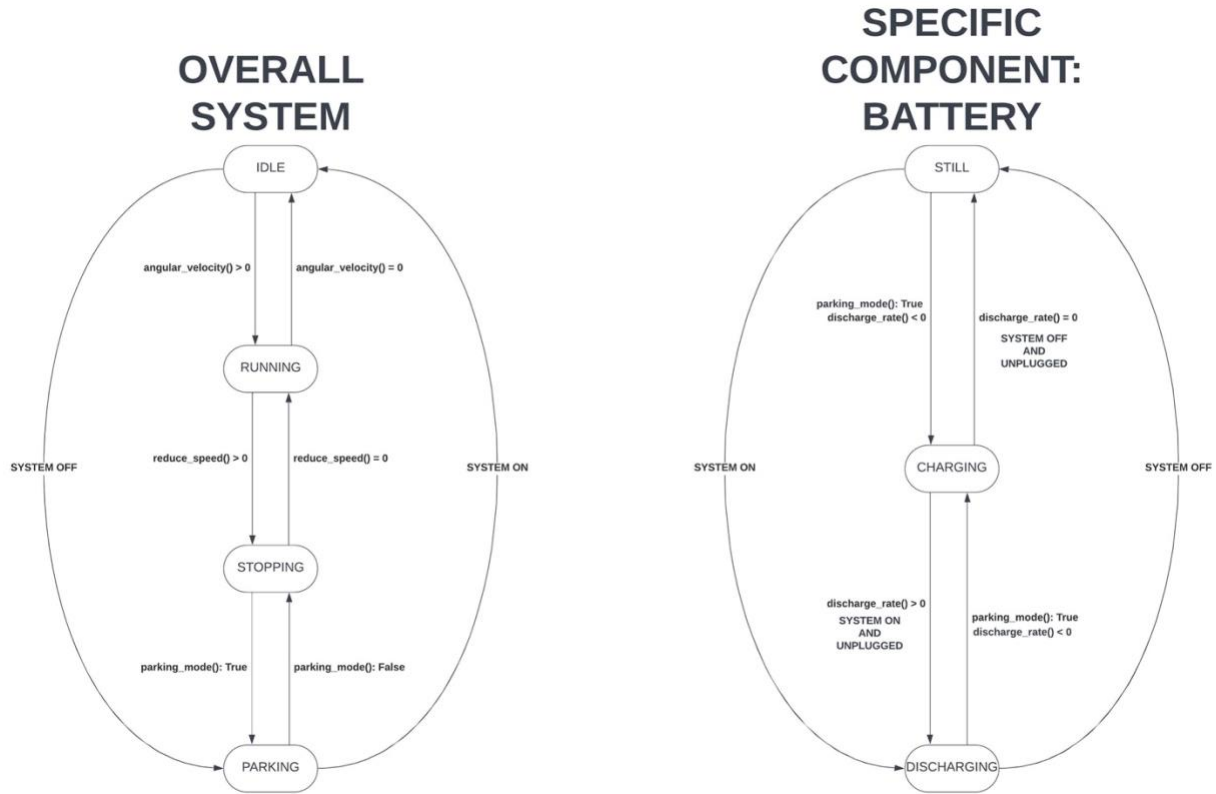 OVERALL
SYSTEM
IDLE
angular_velocity() > 0
angular_velocity() = 0
RUNNING
reduce_speed() > 0
reduce_speed() = 0
SYSTEM OFF
SYSTEM ON
STOPPING
parking_mode(): True
parking_mode(): False
PARKING
SPECIFIC
COMPONENT:
BATTERY
STILL
parking_mode(): True
discharge_rate() < 0
discharge_rate() = 0
SYSTEM OFF
AND
UNPLUGGED
SYSTEM ON
CHARGING
SYSTEM OFF
discharge_rate() > 0
SYSTEM ON
AND
UNPLUGGED
parking_mode(): True
discharge_rate() < 0
DISCHARGING